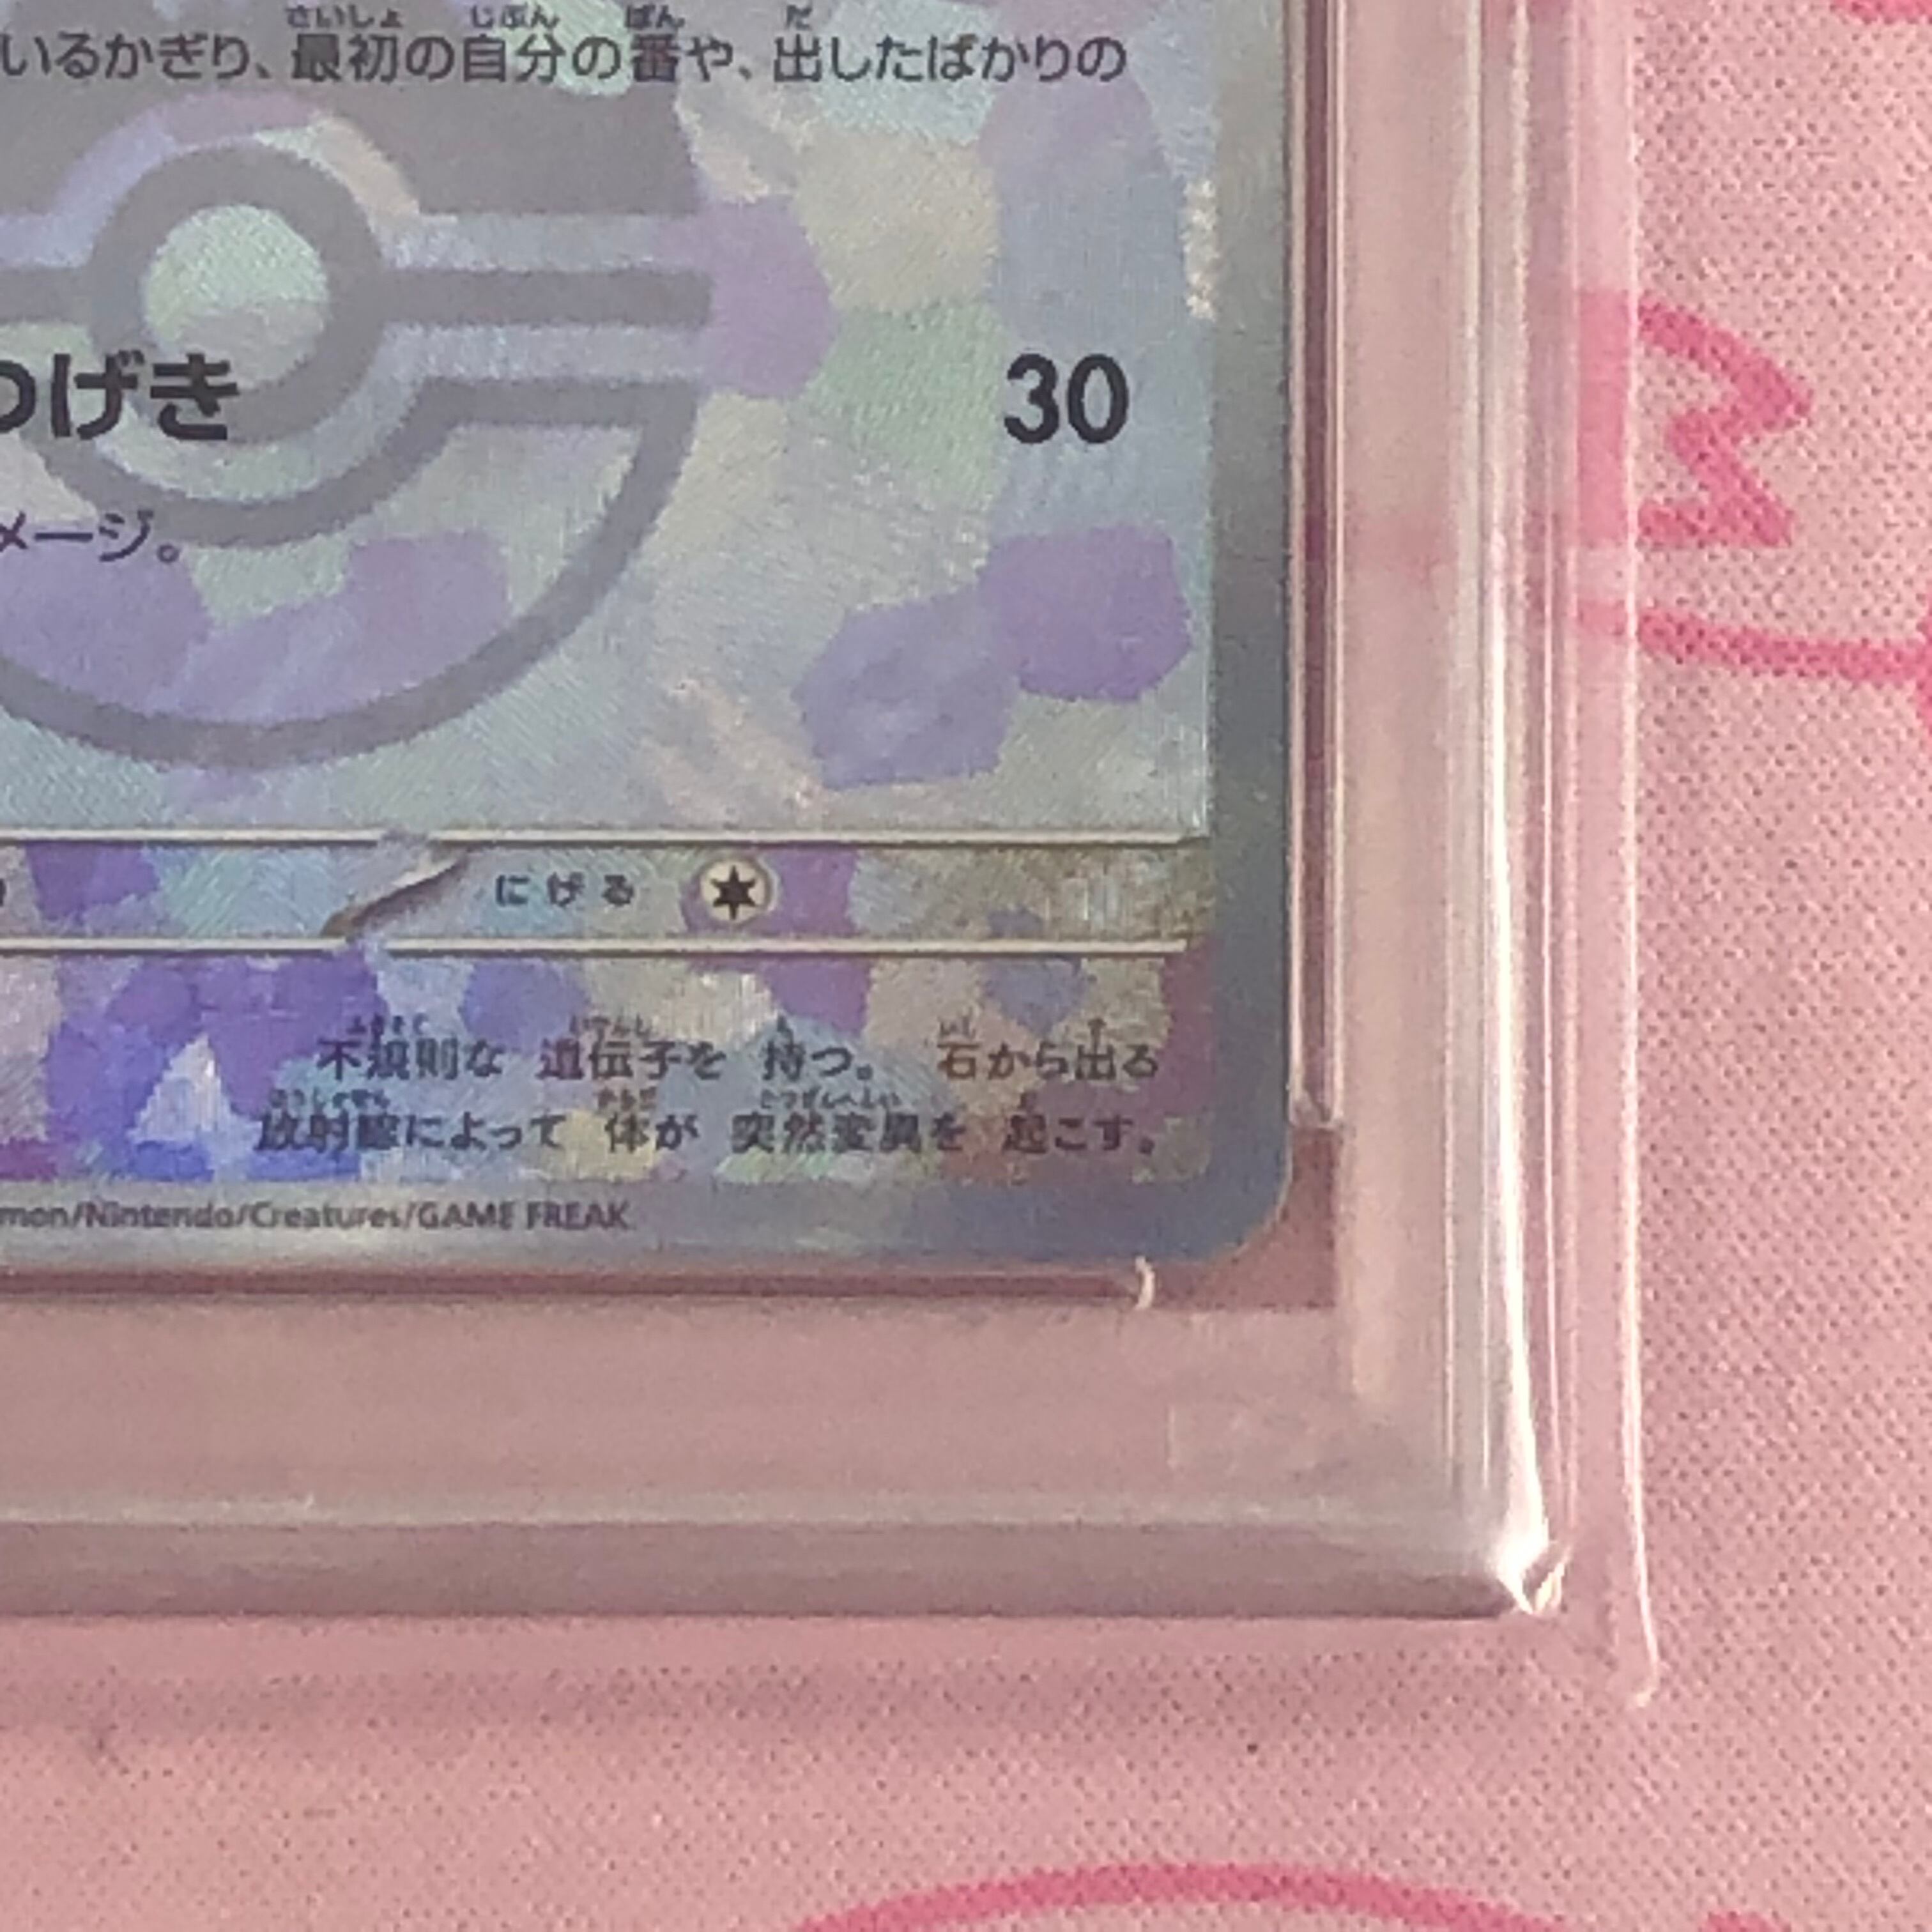 いるかぎり、最初の自分の番や、出したばかりの
つげき 30
メージ。
にげる
不規則な 遺伝子を 持つ。 石から出る
放射線によって 体が 突然変異を 起こす。
mon/Nintendo/Creatures/GAME FREAK